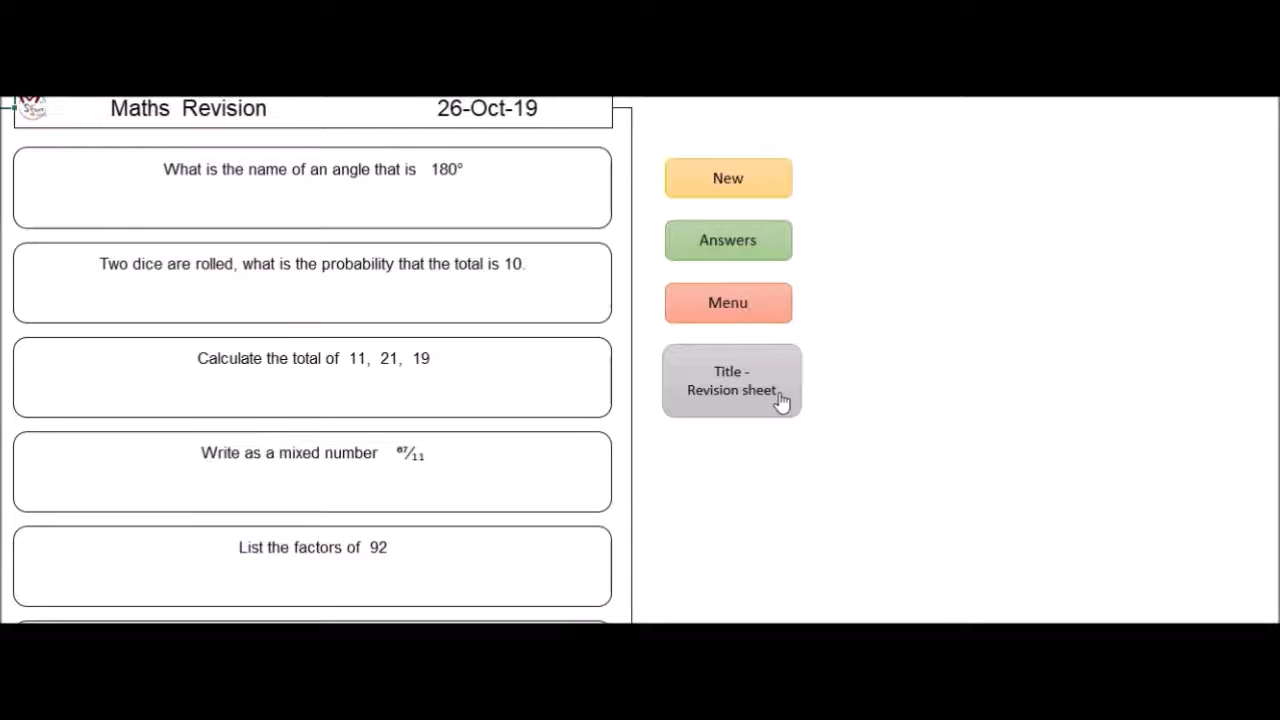 Maths Revision 26-Oct-19
What is the name of an angle that is 180°
Two dice are rolled, what is the probability that the total is 10.
Calculate the total of 11, 21, 19
Write as a mixed number ⁶⁷⁄₁₁
List the factors of 92
New
Answers
Menu
Title -
Revision sheet